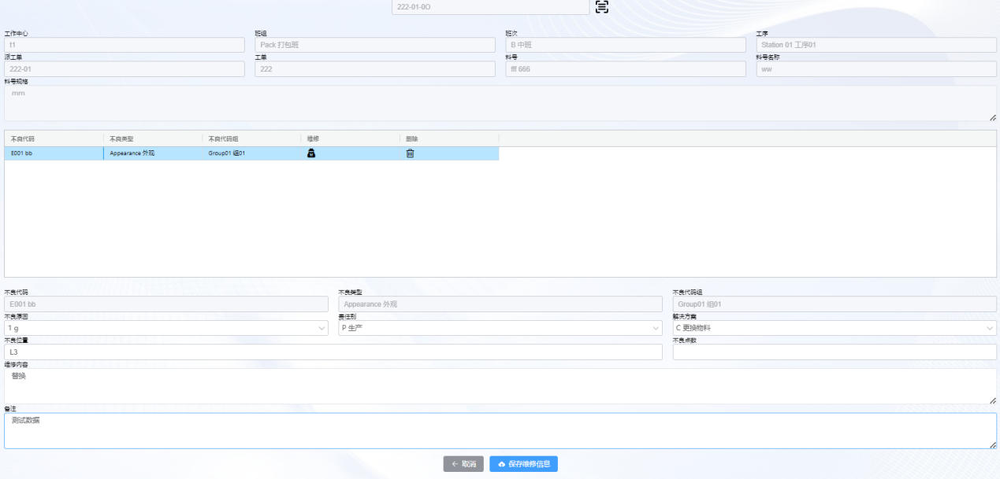 222-01-0O
工作中心 班组 班次 工序
t1 Pack 打包班 B 中班 Station 01 工序01
派工单 工单 料号 料号名称
222-01 222 fff 666 ww
料号规格
mm
不良代码 不良类型 不良代码组 维修 删除
E001 bb Appearance 外观 Group01 组01
不良代码 不良类型 不良代码组
E001 bb Appearance 外观 Group01 组01
不良原因 责任别 解决方案
1 g P 生产 C 更换物料
不良位置 不良点数
L3
维修内容
替换
备注
测试数据
取消 保存维修信息